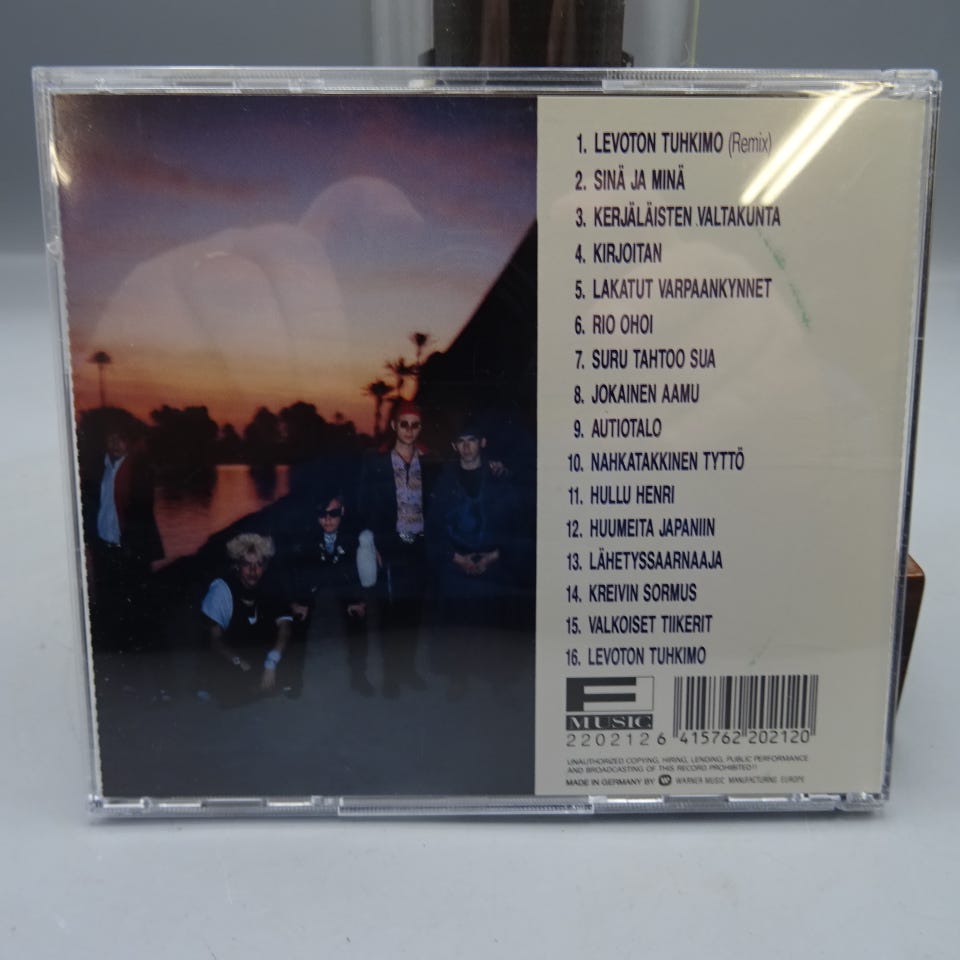 1. LEVOTON TUHKIMO (Remix)
2. SINÄ JA MINÄ
3. KERJÄLÄISTEN VALTAKUNTA
4. KIRJOITAN
5. LAKATUT VARPAANKYNNET
6. RIO OHOI
7. SURU TAHTOO SUA
8. JOKAINEN AAMU
9. AUTIOTALO
10. NAHKATAKKINEN TYTTÖ
11. HULLU HENRI
12. HUUMEITA JAPANIIN
13. LÄHETYSSAARNAAJA
14. KREIVIN SORMUS
15. VALKOISET TIIKERIT
16. LEVOTON TUHKIMO
F
MUSIC
220212 6 415762 202120
UNAUTHORIZED COPYING, HIRING, LENDING, PUBLIC PERFORMANCE
AND BROADCASTING OF THIS RECORD PROHIBITED!!
MADE IN GERMANY BY WARNER MUSIC MANUFACTURING EUROPE